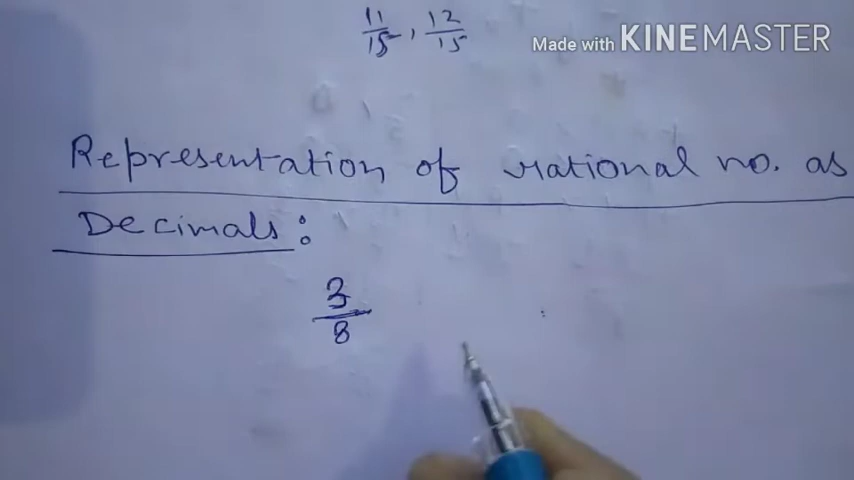 11/15, 12/15
Made with KINEMASTER
Representation of rational no. as
Decimals:
3/8